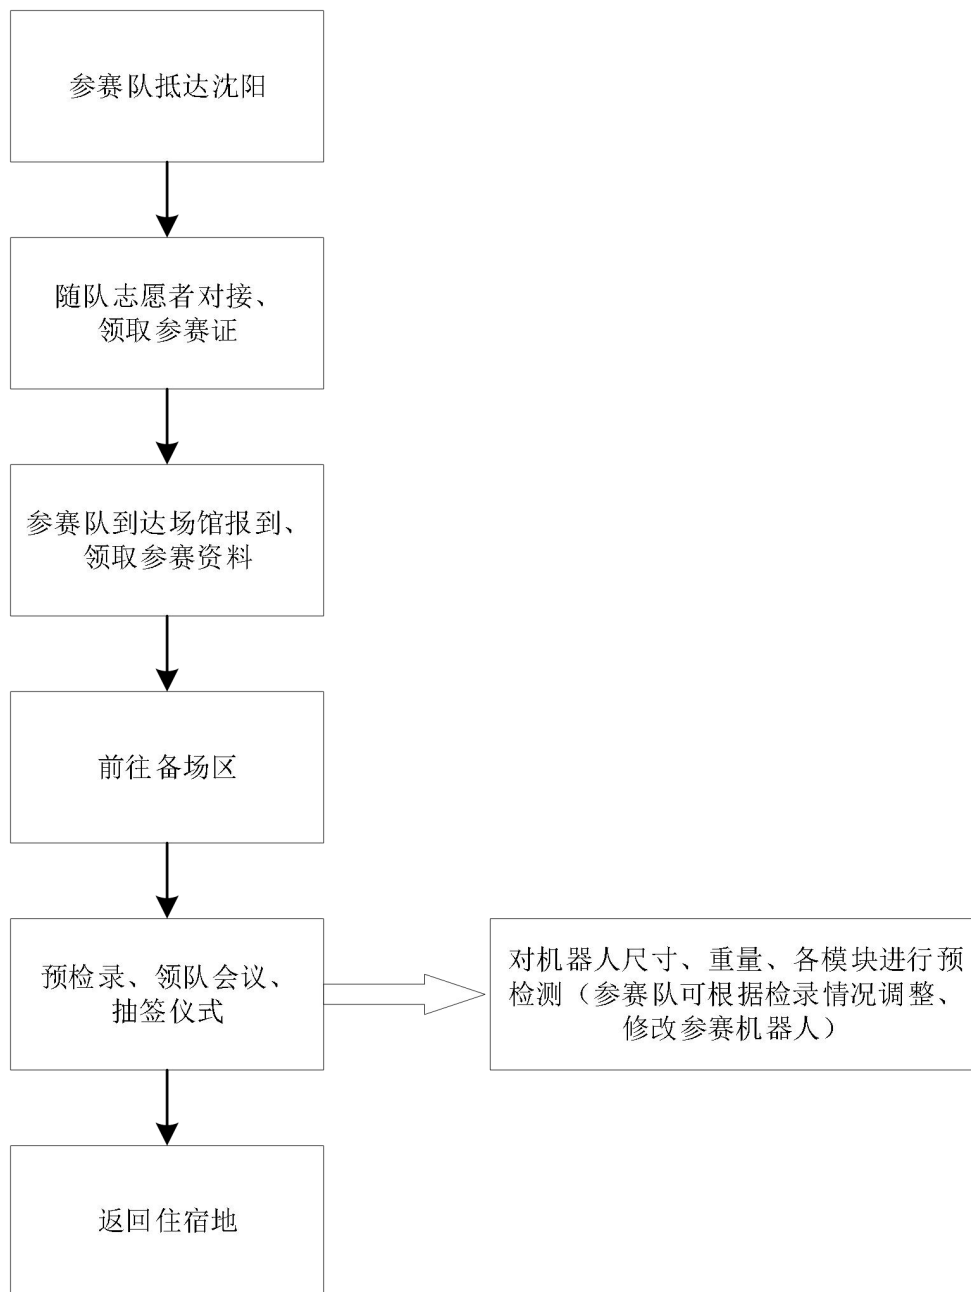 参赛队抵达沈阳
随队志愿者对接、
领取参赛证
参赛队到达场馆报到、
领取参赛资料
前往备场区
预检录、领队会议、
抽签仪式
对机器人尺寸、重量、各模块进行预
检测（参赛队可根据检录情况调整、
修改参赛机器人）
返回住宿地